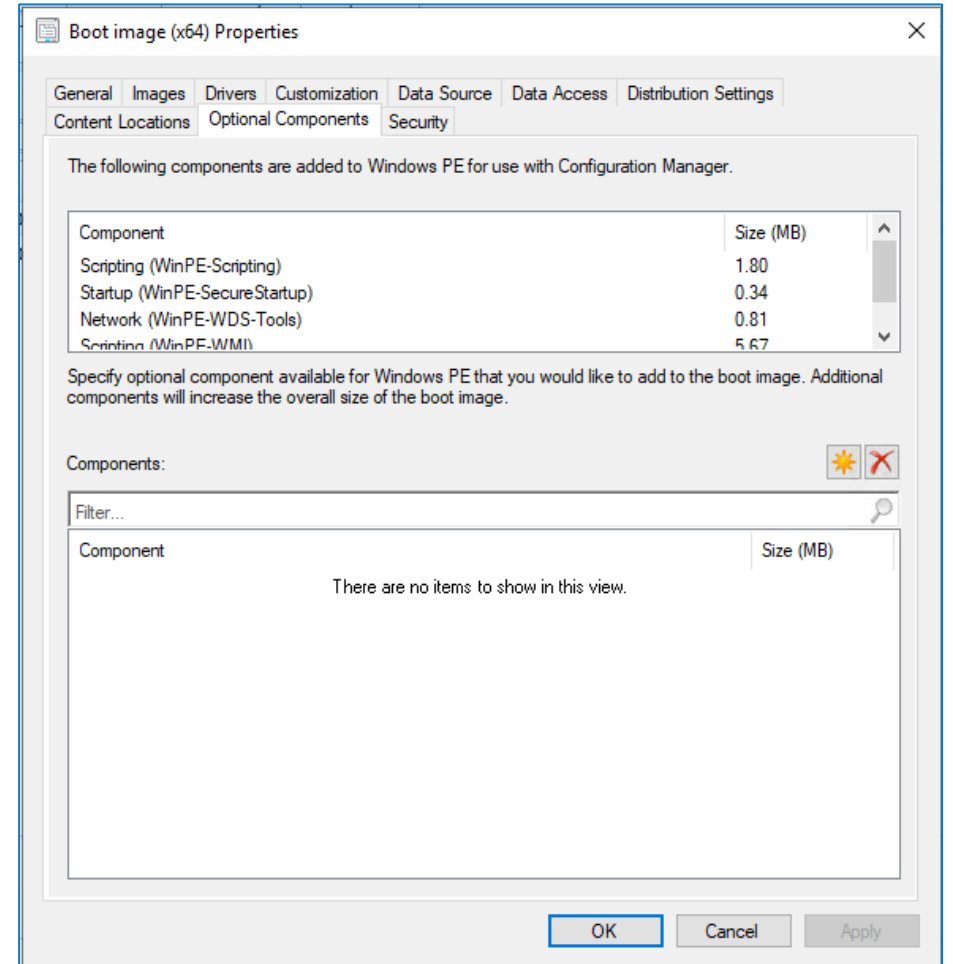 Boot image (x64) Properties
General Images Drivers Customization Data Source Data Access Distribution Settings
Content Locations Optional Components Security
The following components are added to Windows PE for use with Configuration Manager.
Component Size (MB)
Scripting (WinPE-Scripting) 1.80
Startup (WinPE-SecureStartup) 0.34
Network (WinPE-WDS-Tools) 0.81
Scripting (WinPE-WMI) 5.67
Specify optional component available for Windows PE that you would like to add to the boot image. Additional
components will increase the overall size of the boot image.
Components:
Filter...
Component Size (MB)
There are no items to show in this view.
OK Cancel Apply